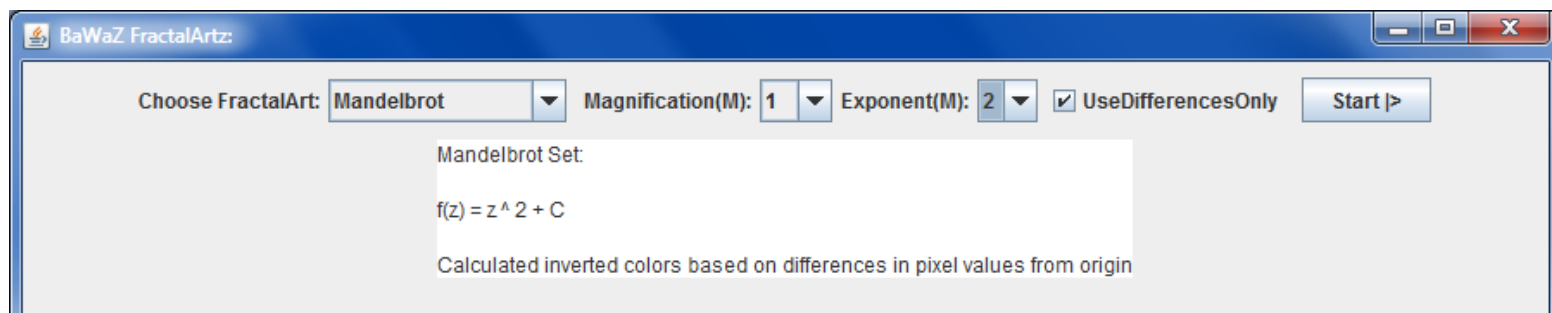 BaWaZ FractalArtz:
Choose FractalArt: Mandelbrot Magnification(M): 1 Exponent(M): 2 UseDifferencesOnly Start |>
Mandelbrot Set:
f(z) = z ^ 2 + C
Calculated inverted colors based on differences in pixel values from origin